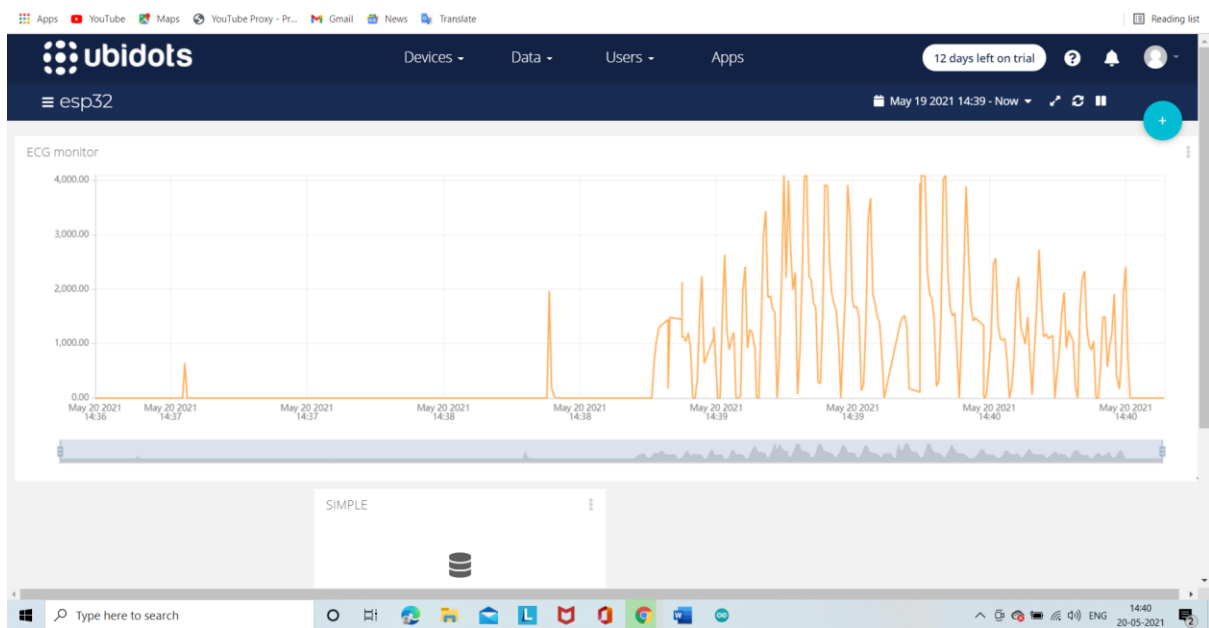 Apps YouTube Maps YouTube Proxy - Pr... Gmail News Translate Reading list
ubidots Devices Data Users Apps 12 days left on trial ?
esp32 May 19 2021 14:39 - Now
+
ECG monitor
4,000.00
3,000.00
2,000.00
1,000.00
0.00
May 20 2021 May 20 2021 May 20 2021 May 20 2021 May 20 2021 May 20 2021 May 20 2021 May 20 2021 May 20 2021
14:36 14:37 14:37 14:38 14:38 14:39 14:39 14:40 14:40
SIMPLE
Type here to search L W ENG 14:40
20-05-2021 2